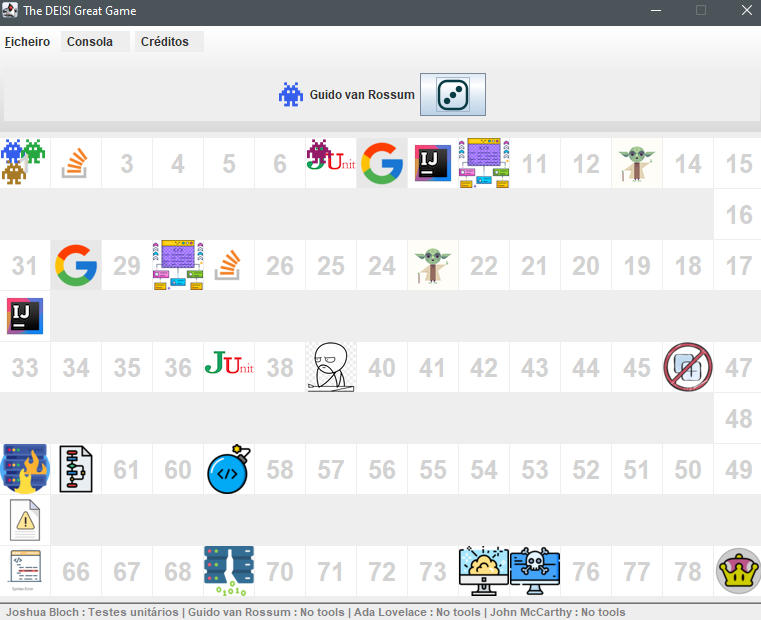 The DEISI Great Game
Ficheiro Consola Créditos
Guido van Rossum
3 4 5 6 JUnit G IJ 11 12 14 15
16
31 G 29 26 25 24 22 21 20 19 18 17
IJ
33 34 35 36 JUnit 38 40 41 42 43 44 45 47
48
61 60 </> 58 57 56 55 54 53 52 51 50 49
66 67 68 70 71 72 73 76 77 78
Syntax Error
Joshua Bloch : Testes unitários | Guido van Rossum : No tools | Ada Lovelace : No tools | John McCarthy : No tools